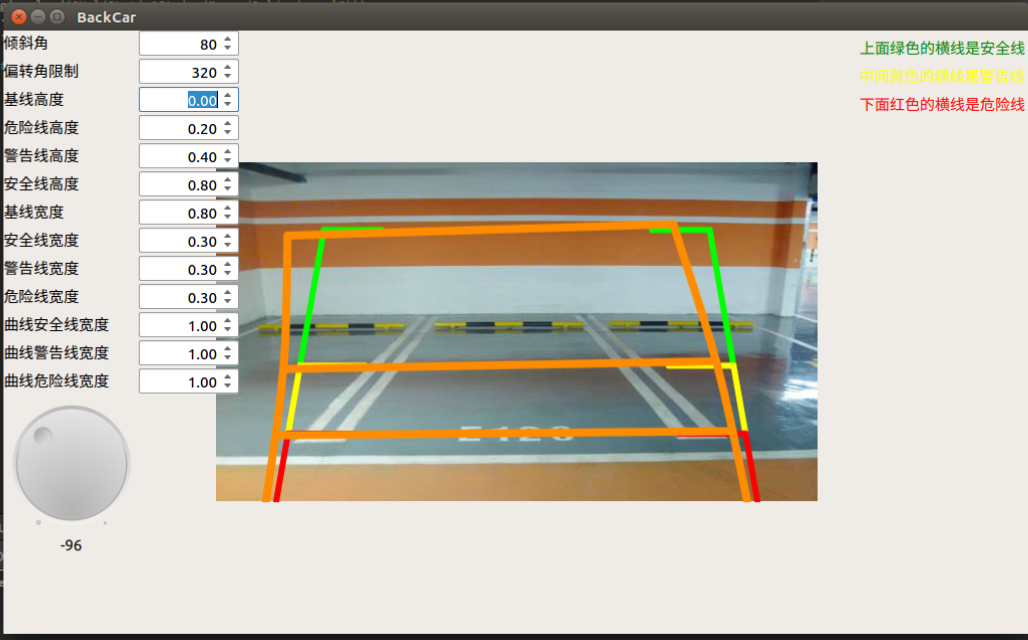 BackCar
倾斜角 80
偏转角限制 320
基线高度 0.00
危险线高度 0.20
警告线高度 0.40
安全线高度 0.80
基线宽度 0.80
安全线宽度 0.30
警告线宽度 0.30
危险线宽度 0.30
曲线安全线宽度 1.00
曲线警告线宽度 1.00
曲线危险线宽度 1.00
-96
上面绿色的横线是安全线
中间黄色的横线是警告线
下面红色的横线是危险线